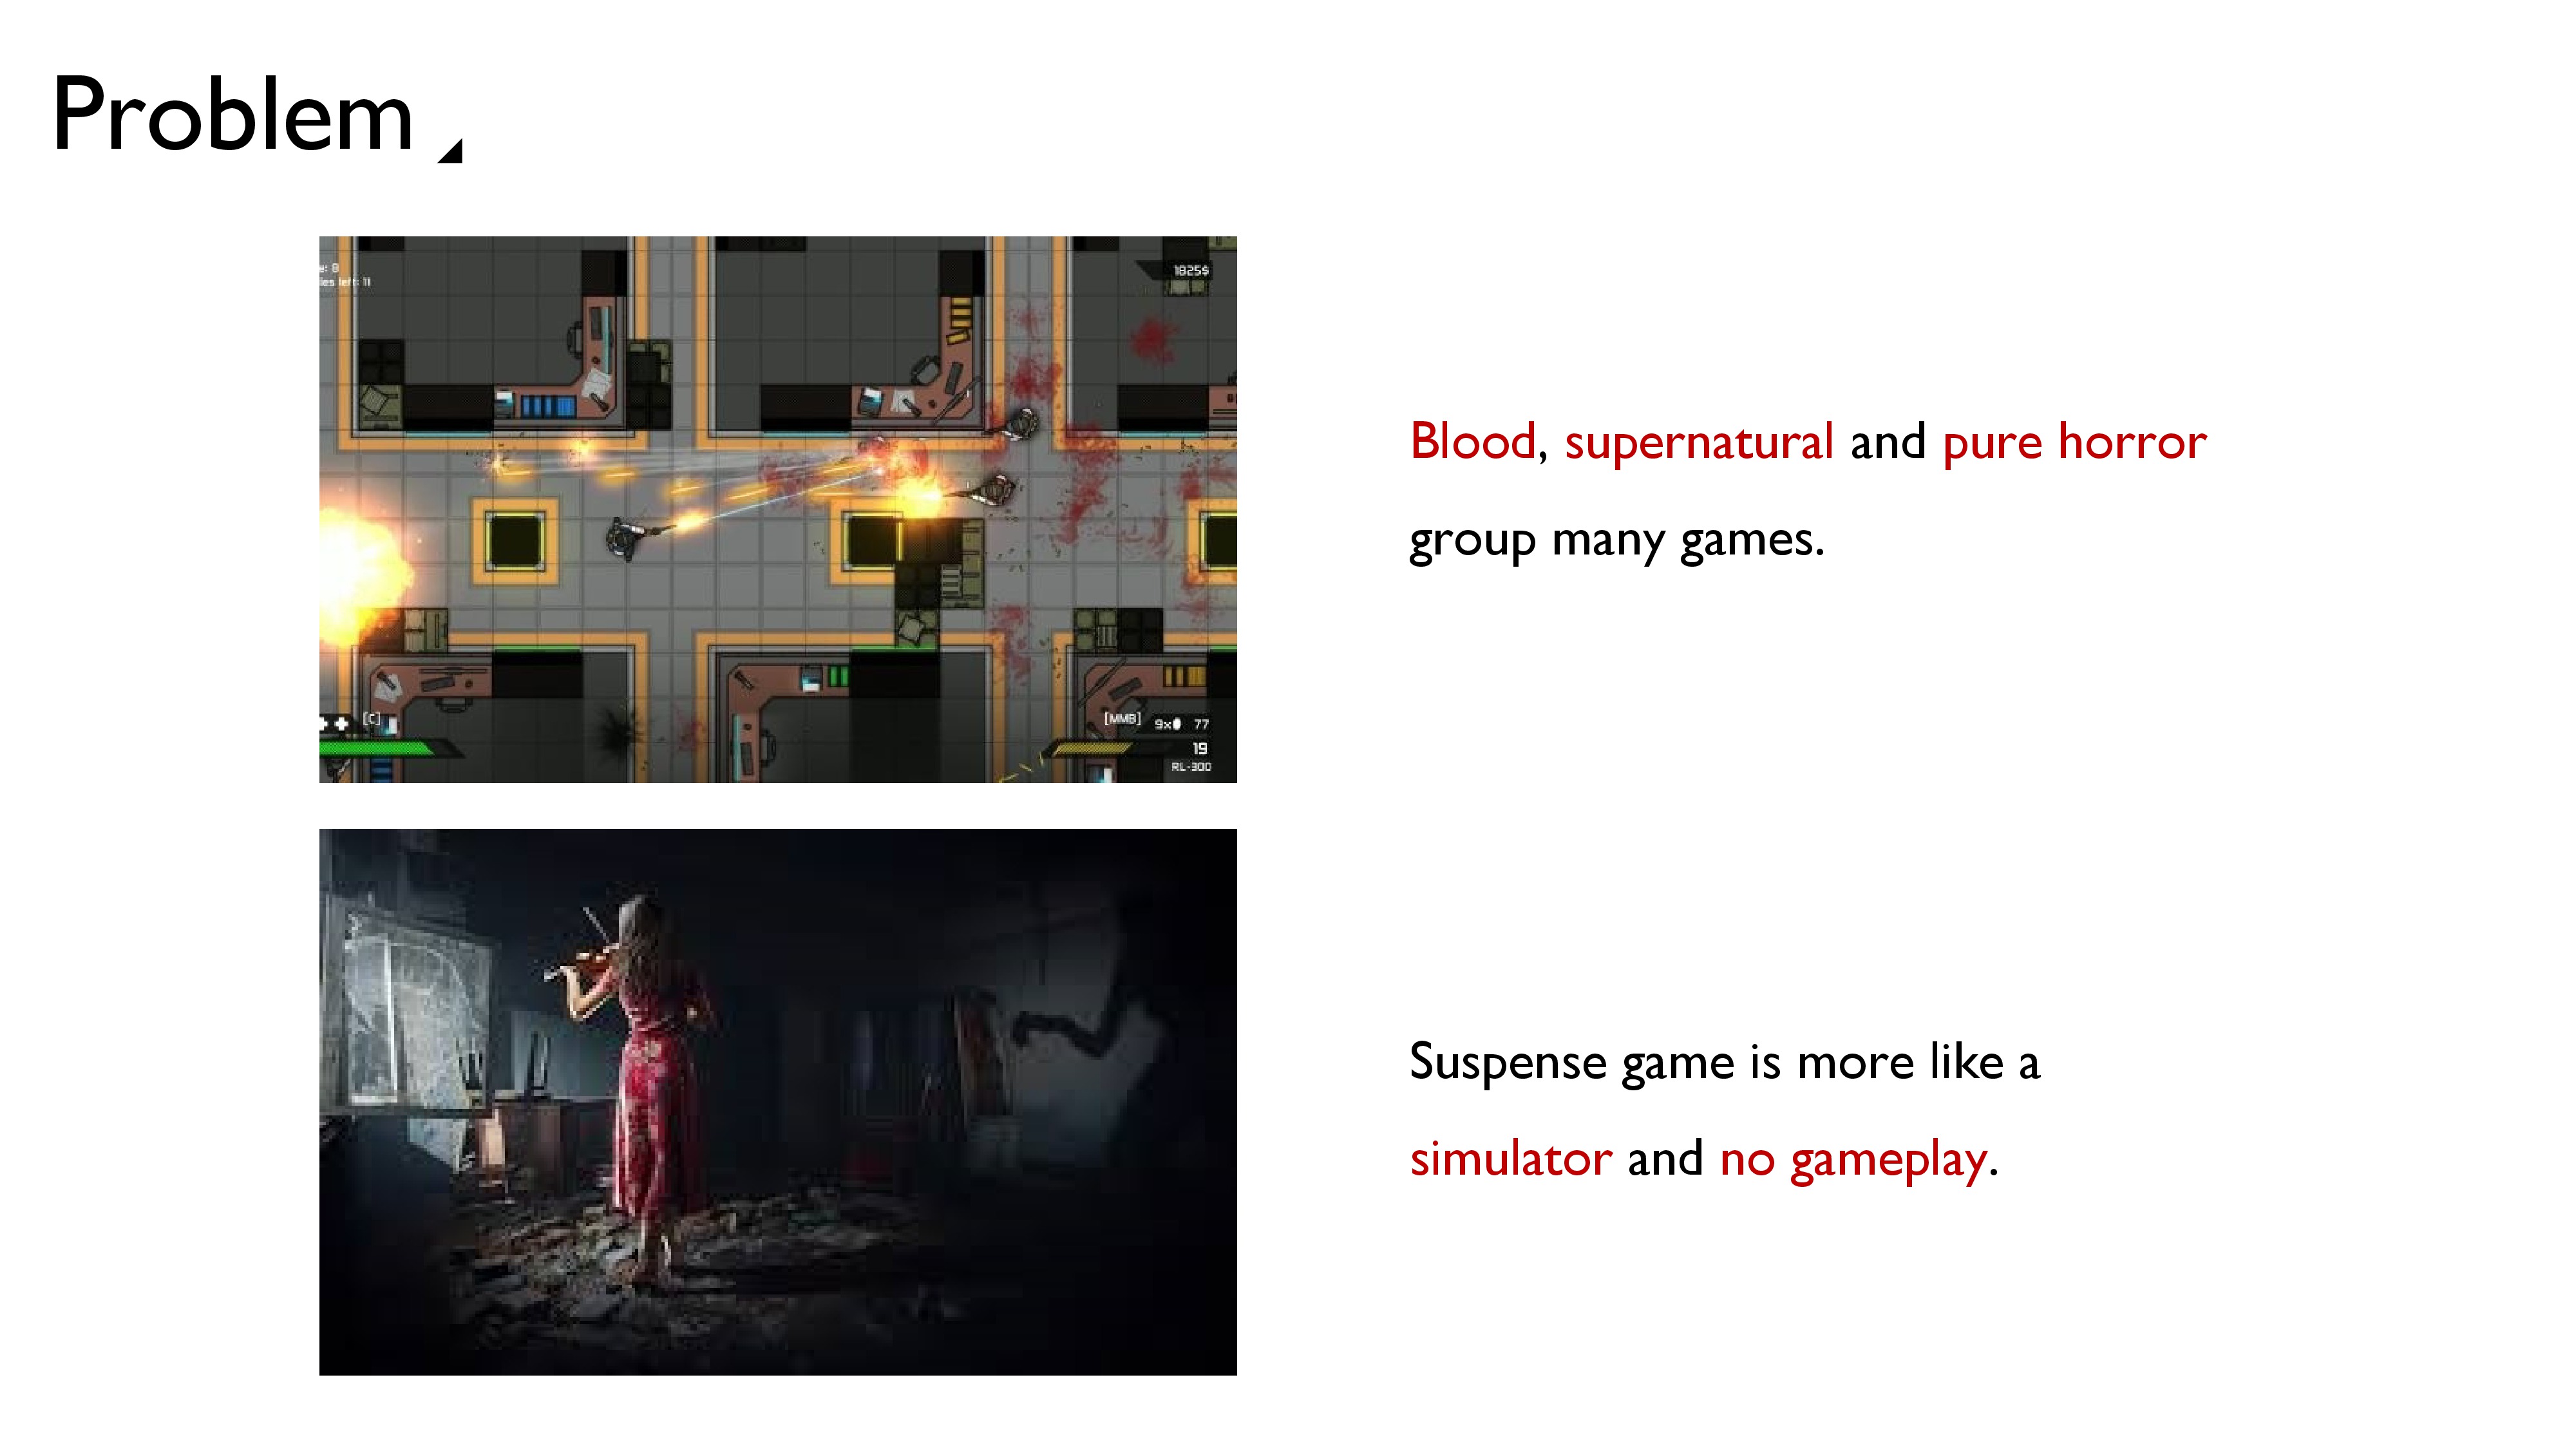 Problem
e: 8
ies left: 11
1825$
Blood, supernatural and pure horror
group many games.
[C]
[MMB] 9x 77
19
RL-300
Suspense game is more like a
simulator and no gameplay.